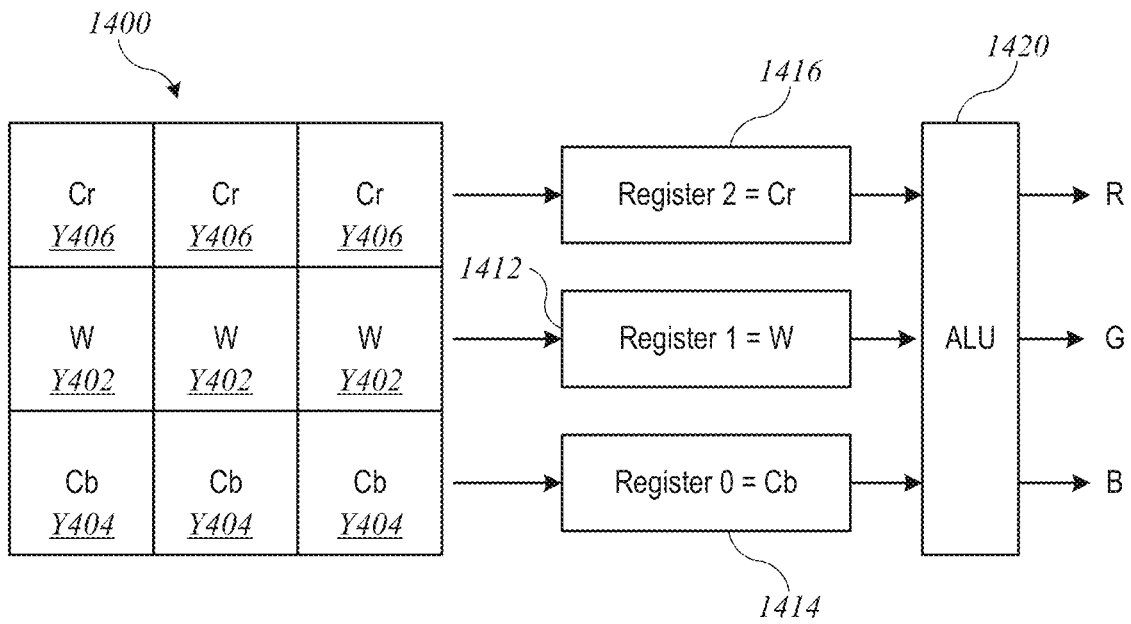 1400
1416
1420
Cr Cr Cr
Y406 Y406 Y406
Register 2 = Cr
R
1412
W W W
Y402 Y402 Y402
Register 1 = W
ALU
G
Cb Cb Cb
Y404 Y404 Y404
Register 0 = Cb
B
1414